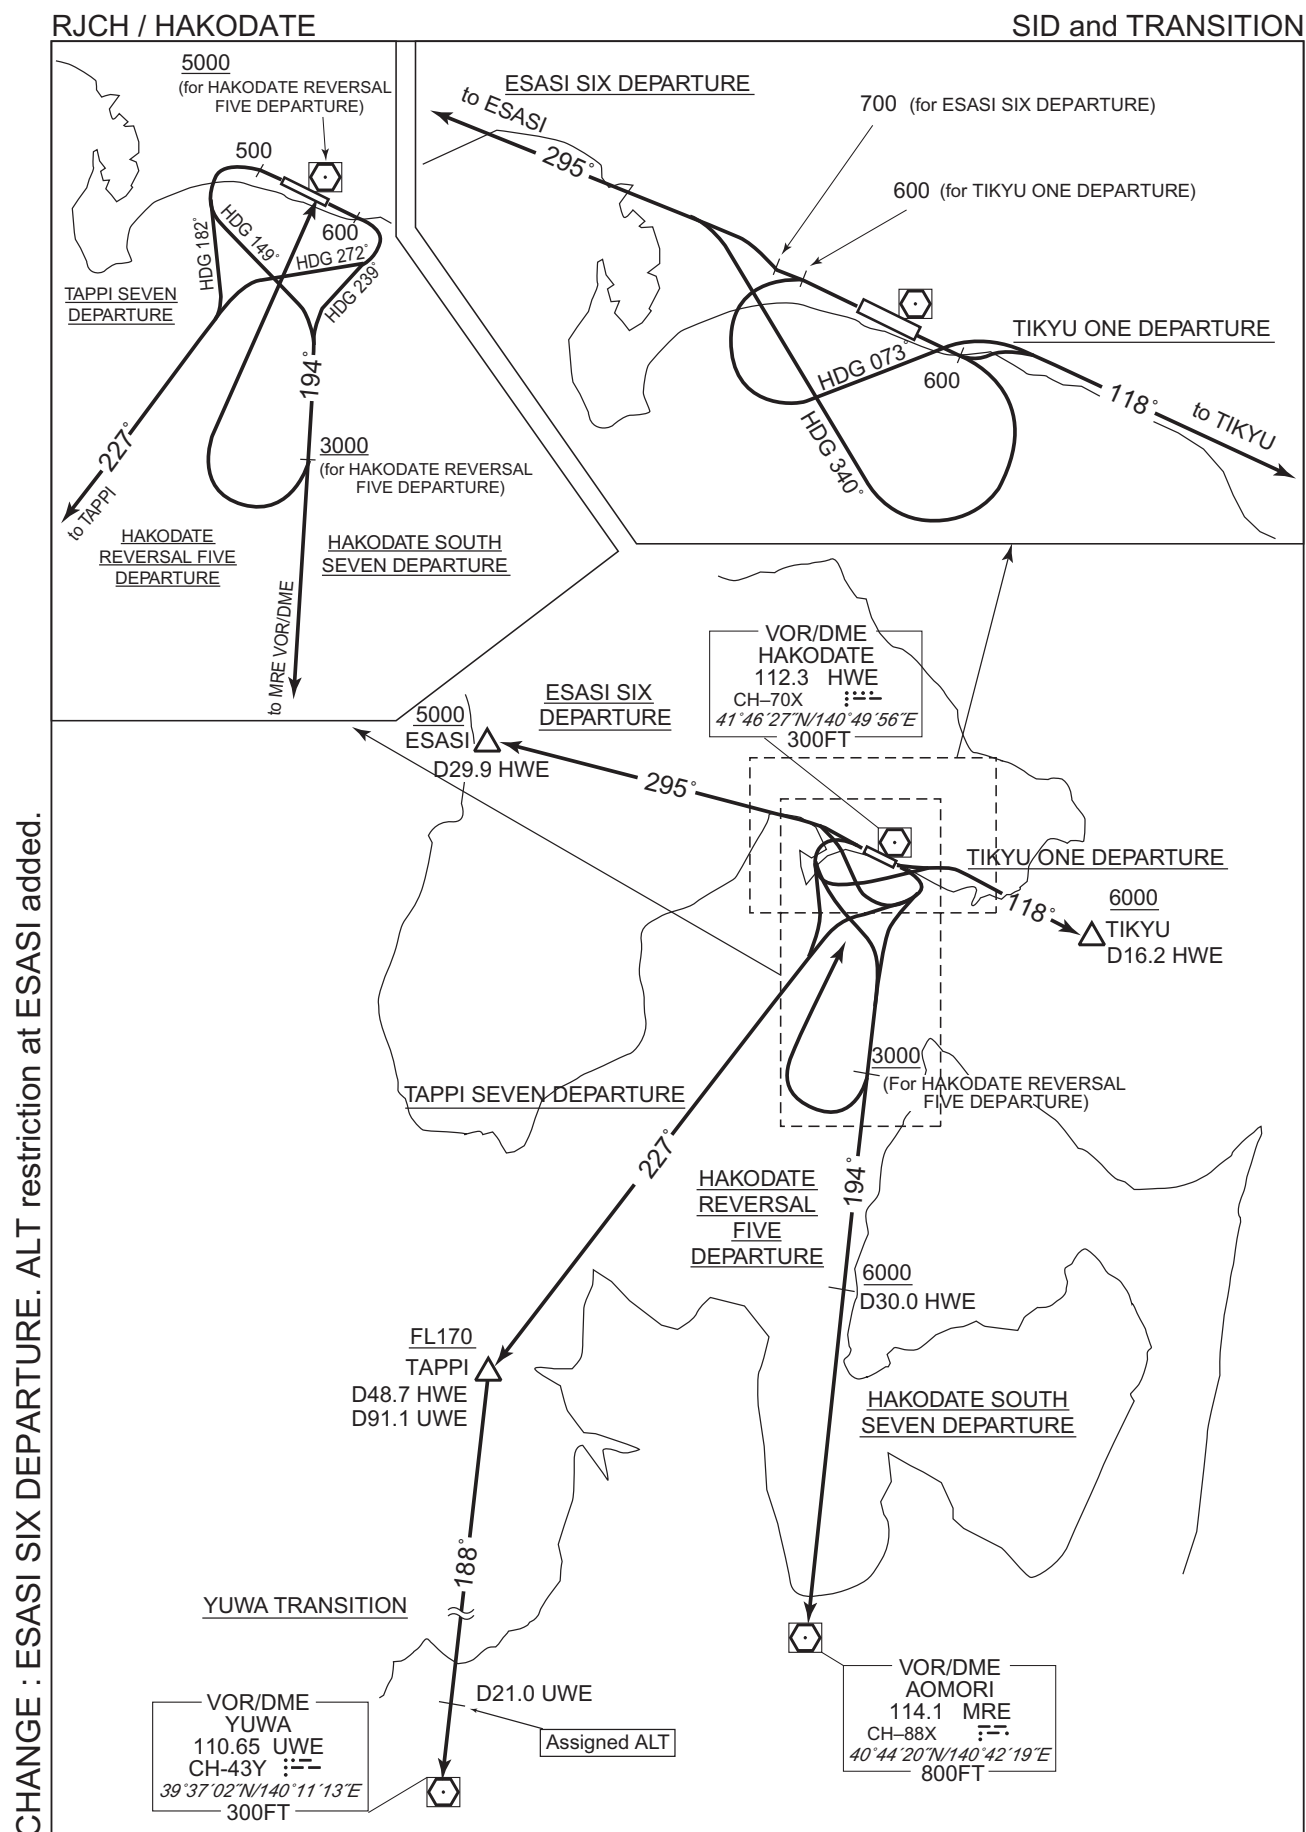 RJCH / HAKODATE
SID and TRANSITION
5000
(for HAKODATE REVERSAL
FIVE DEPARTURE)
500
600
HDG 182°
HDG 149°
HDG 272°
HDG 239°
TAPPI SEVEN
DEPARTURE
194°
227°
to TAPPI
3000
(for HAKODATE REVERSAL
FIVE DEPARTURE)
HAKODATE
REVERSAL FIVE
DEPARTURE
HAKODATE SOUTH
SEVEN DEPARTURE
to MRE VOR/DME
ESASI SIX DEPARTURE
to ESASI
295°
700 (for ESASI SIX DEPARTURE)
600 (for TIKYU ONE DEPARTURE)
TIKYU ONE DEPARTURE
HDG 073°
600
HDG 340°
118°
to TIKYU
VOR/DME
HAKODATE
112.3 HWE
CH–70X
41°46′27″N/140°49′56″E
300FT
ESASI SIX
DEPARTURE
5000
ESASI
D29.9 HWE
295°
TIKYU ONE DEPARTURE
118°
6000
TIKYU
D16.2 HWE
3000
(For HAKODATE REVERSAL
FIVE DEPARTURE)
TAPPI SEVEN DEPARTURE
227°
194°
HAKODATE
REVERSAL
FIVE
DEPARTURE
6000
D30.0 HWE
FL170
TAPPI
D48.7 HWE
D91.1 UWE
HAKODATE SOUTH
SEVEN DEPARTURE
188°
YUWA TRANSITION
D21.0 UWE
Assigned ALT
VOR/DME
YUWA
110.65 UWE
CH-43Y
39°37′02″N/140°11′13″E
300FT
VOR/DME
AOMORI
114.1 MRE
CH–88X
40°44′20″N/140°42′19″E
800FT
CHANGE : ESASI SIX DEPARTURE. ALT restriction at ESASI added.